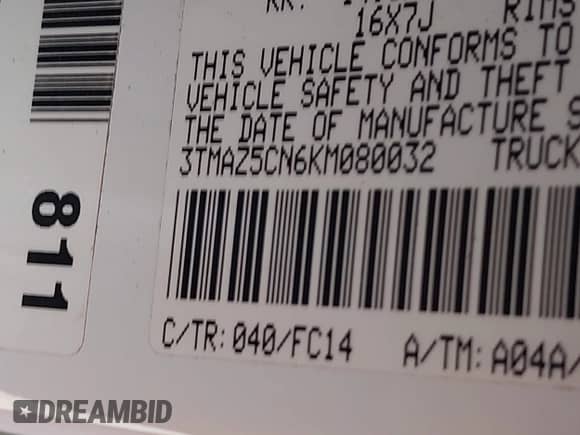 16X7J RIMS
THIS VEHICLE CONFORMS TO
VEHICLE SAFETY AND THEFT
THE DATE OF MANUFACTURE S
3TMAZ5CN6KM080032 TRUCK
C/TR:040/FC14 A/TM:A04A/
811
DREAMBID